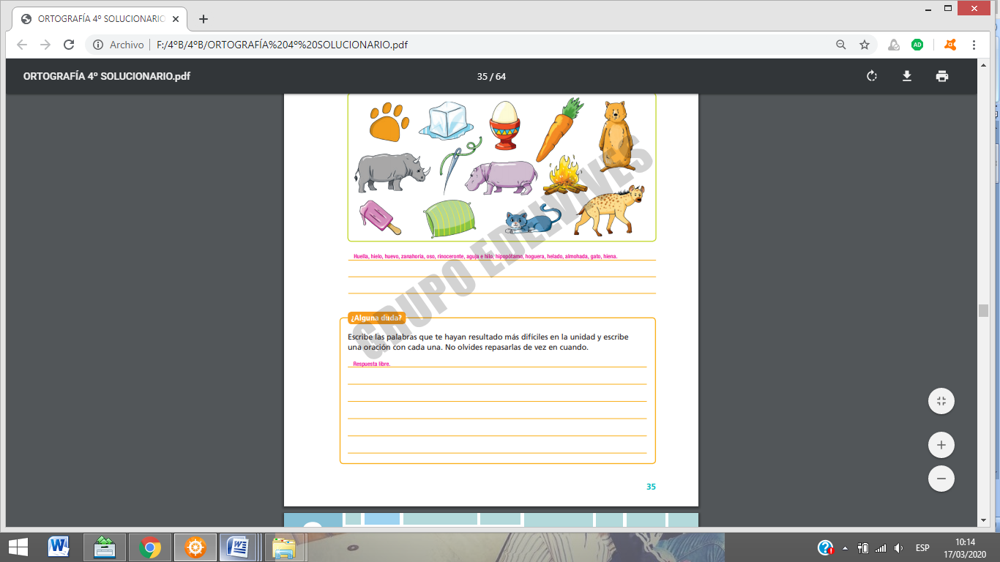 ORTOGRAFÍA 4º SOLUCIONARIO
Archivo
F:/4ºB/4ºB/ORTOGRAFÍA%204º%20SOLUCIONARIO.pdf
AD
ORTOGRAFÍA 4º SOLUCIONARIO.pdf
35 / 64
Huella, hielo, huevo, zanahoria, oso, rinoceronte, aguja e hilo, hipopótamo, hoguera, helado, almohada, gato, hiena.
GRUPO EDELVIVES
¿Alguna duda?
Escribe las palabras que te hayan resultado más difíciles en la unidad y escribe
una oración con cada una. No olvides repasarlas de vez en cuando.
Respuesta libre.
35
ESP
10:14
17/03/2020